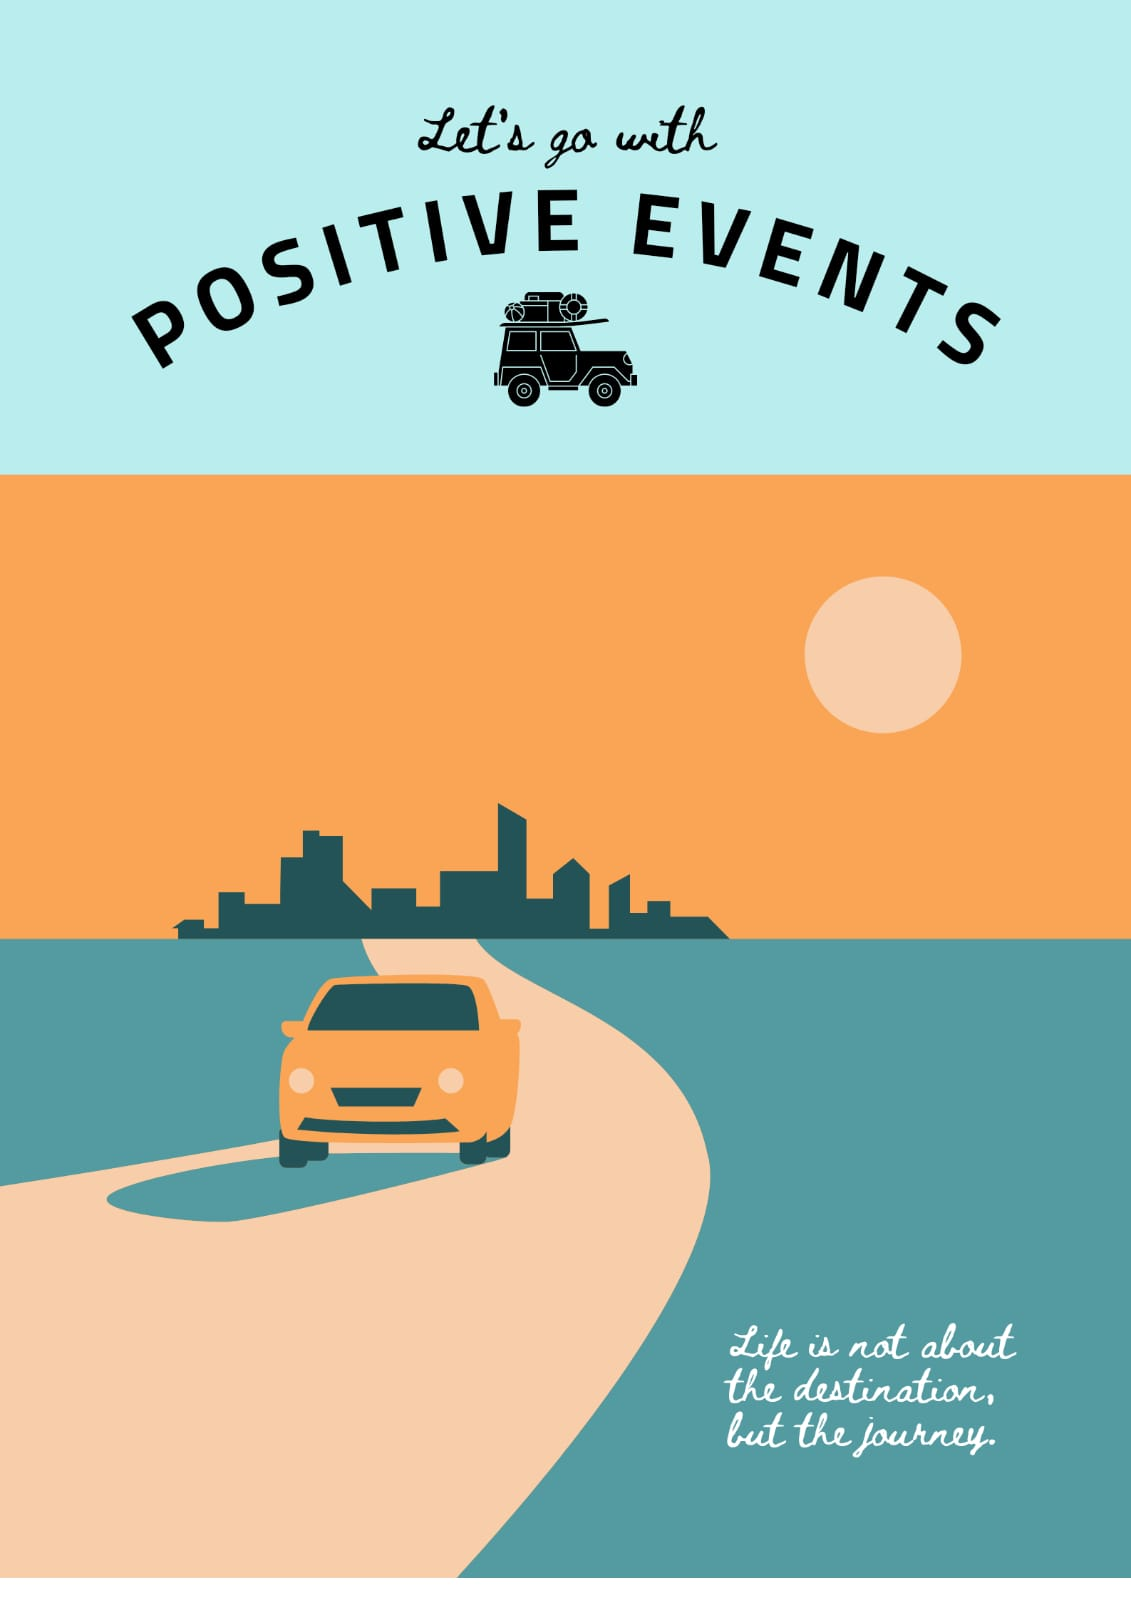 Let's go with
POSITIVE EVENTS
Life is not about
the destination,
but the journey.